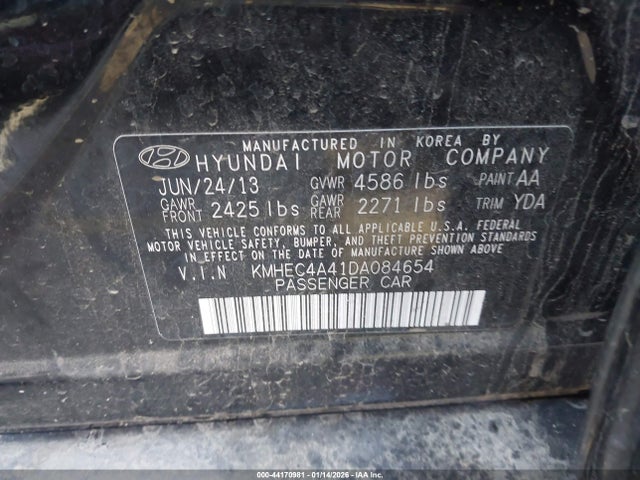 MANUFACTURED IN KOREA BY
HYUNDAI MOTOR COMPANY
JUN/24/13 GVWR 4586 lbs PAINT AA
GAWR FRONT 2425 lbs GAWR REAR 2271 lbs TRIM YDA
THIS VEHICLE CONFORMS TO ALL APPLICABLE U.S.A. FEDERAL
MOTOR VEHICLE SAFETY, BUMPER, AND THEFT PREVENTION STANDARDS
IN EFFECT ON THE DATE OF MANUFACTURE SHOWN ABOVE.
V.I.N KMHEC4A41DA084654
PASSENGER CAR
000-44170981 - 01/14/2026 - COPART